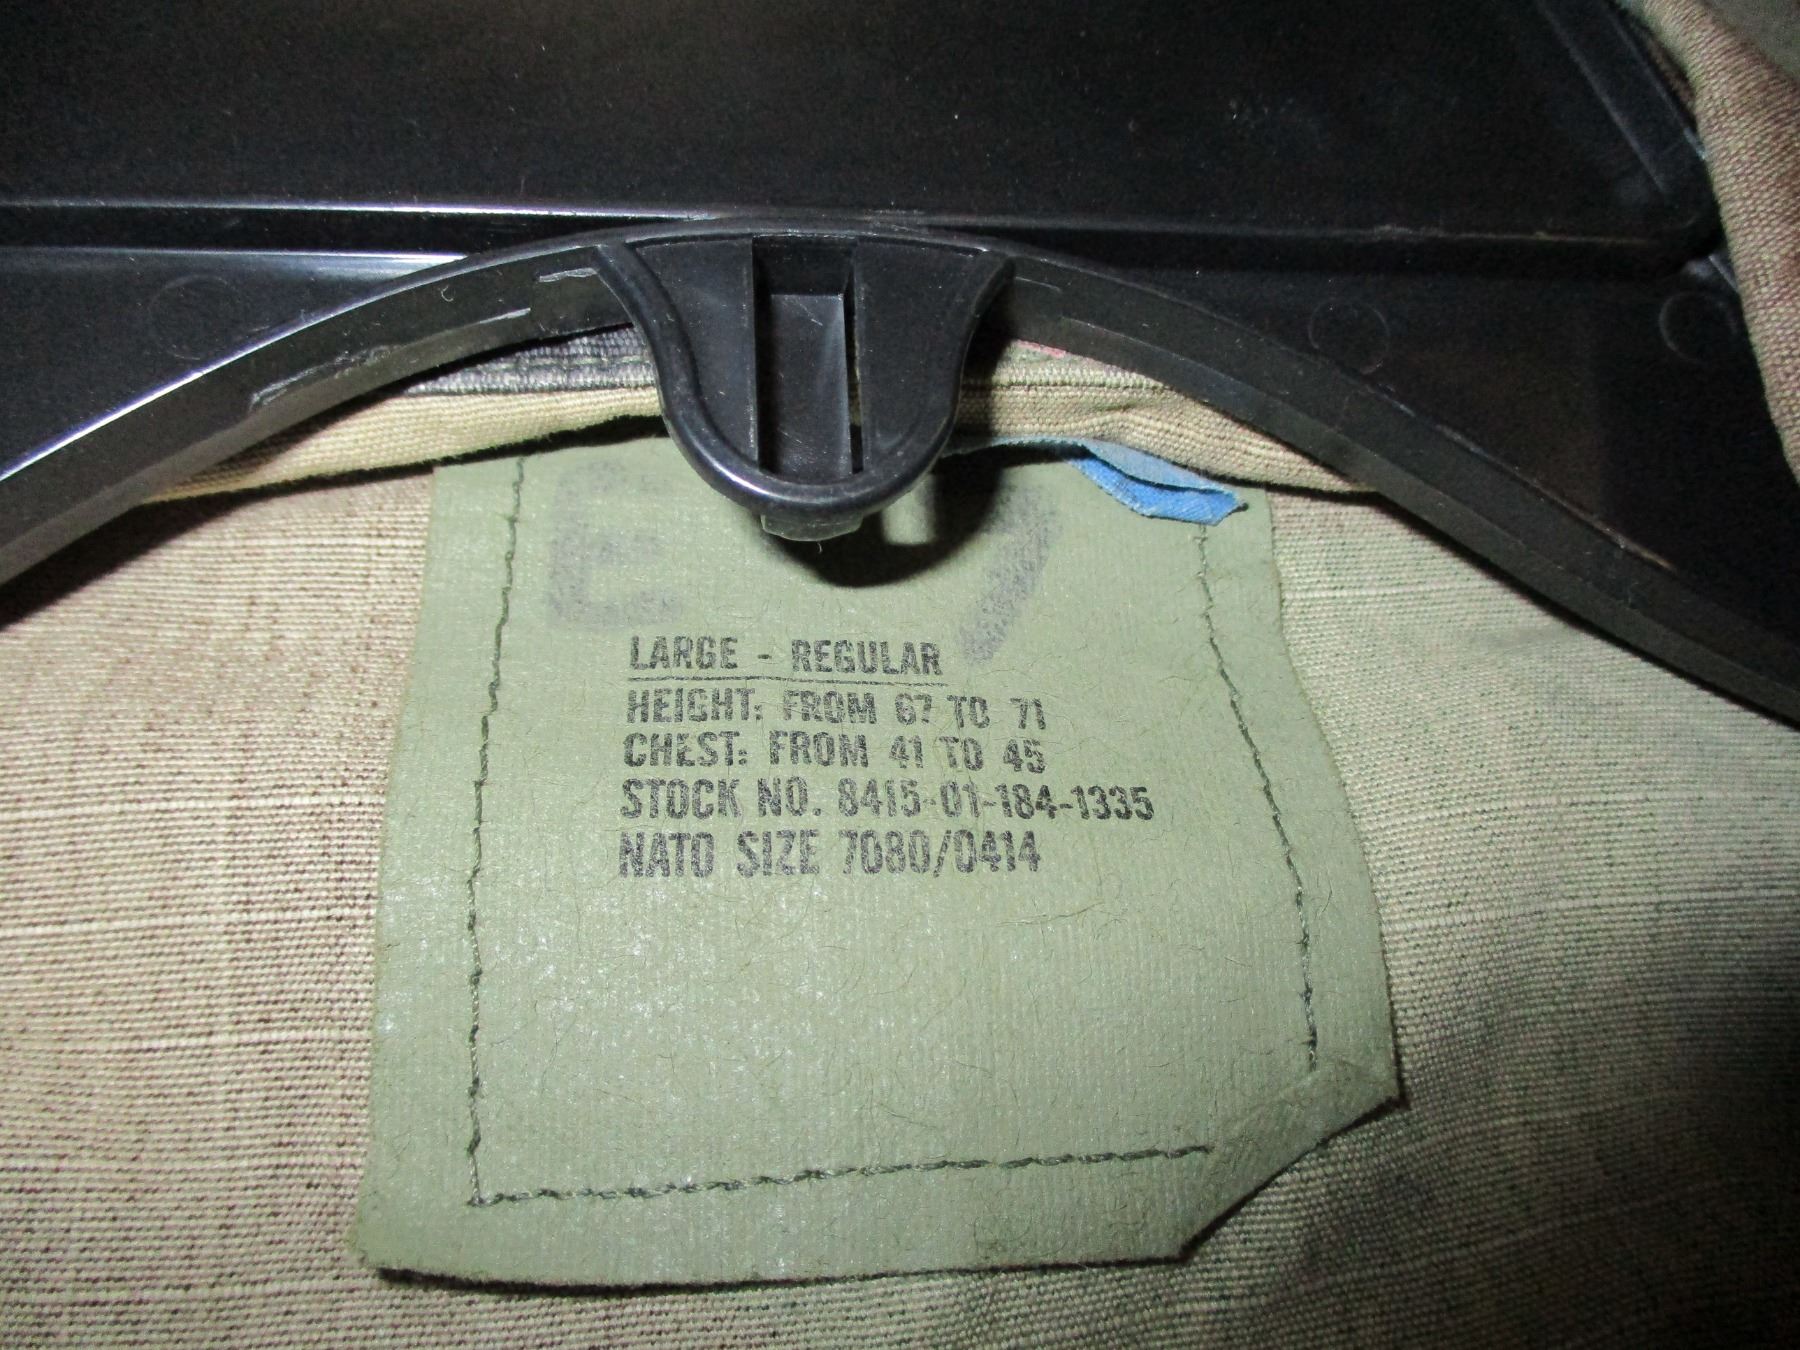 E 7
LARGE - REGULAR
HEIGHT: FROM 67 TO 71
CHEST: FROM 41 TO 45
STOCK NO. 8415-01-184-1335
NATO SIZE 7080/0414